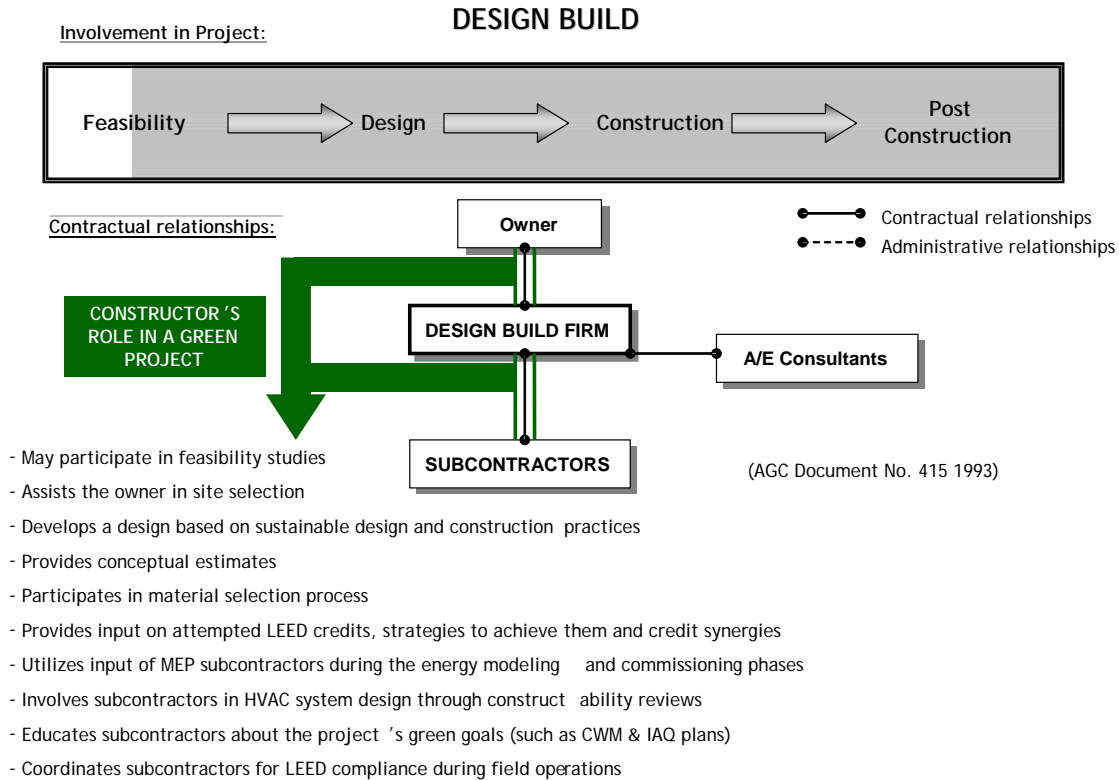 DESIGN BUILD
Involvement in Project:
Feasibility
Design
Construction
Post
Construction
Contractual relationships:
Owner
Contractual relationships
Administrative relationships
CONSTRUCTOR 'S
ROLE IN A GREEN
PROJECT
DESIGN BUILD FIRM
A/E Consultants
SUBCONTRACTORS
(AGC Document No. 415 1993)
- May participate in feasibility studies
- Assists the owner in site selection
- Develops a design based on sustainable design and construction practices
- Provides conceptual estimates
- Participates in material selection process
- Provides input on attempted LEED credits, strategies to achieve them and credit synergies
- Utilizes input of MEP subcontractors during the energy modeling and commissioning phases
- Involves subcontractors in HVAC system design through construct ability reviews
- Educates subcontractors about the project 's green goals (such as CWM & IAQ plans)
- Coordinates subcontractors for LEED compliance during field operations